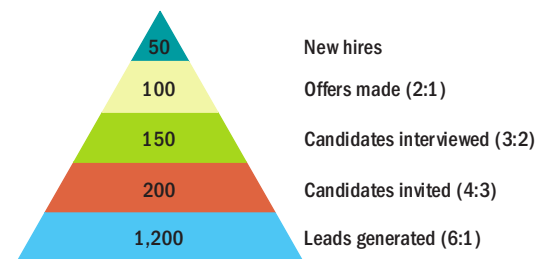 50 New hires
100 Offers made (2:1)
150 Candidates interviewed (3:2)
200 Candidates invited (4:3)
1,200 Leads generated (6:1)